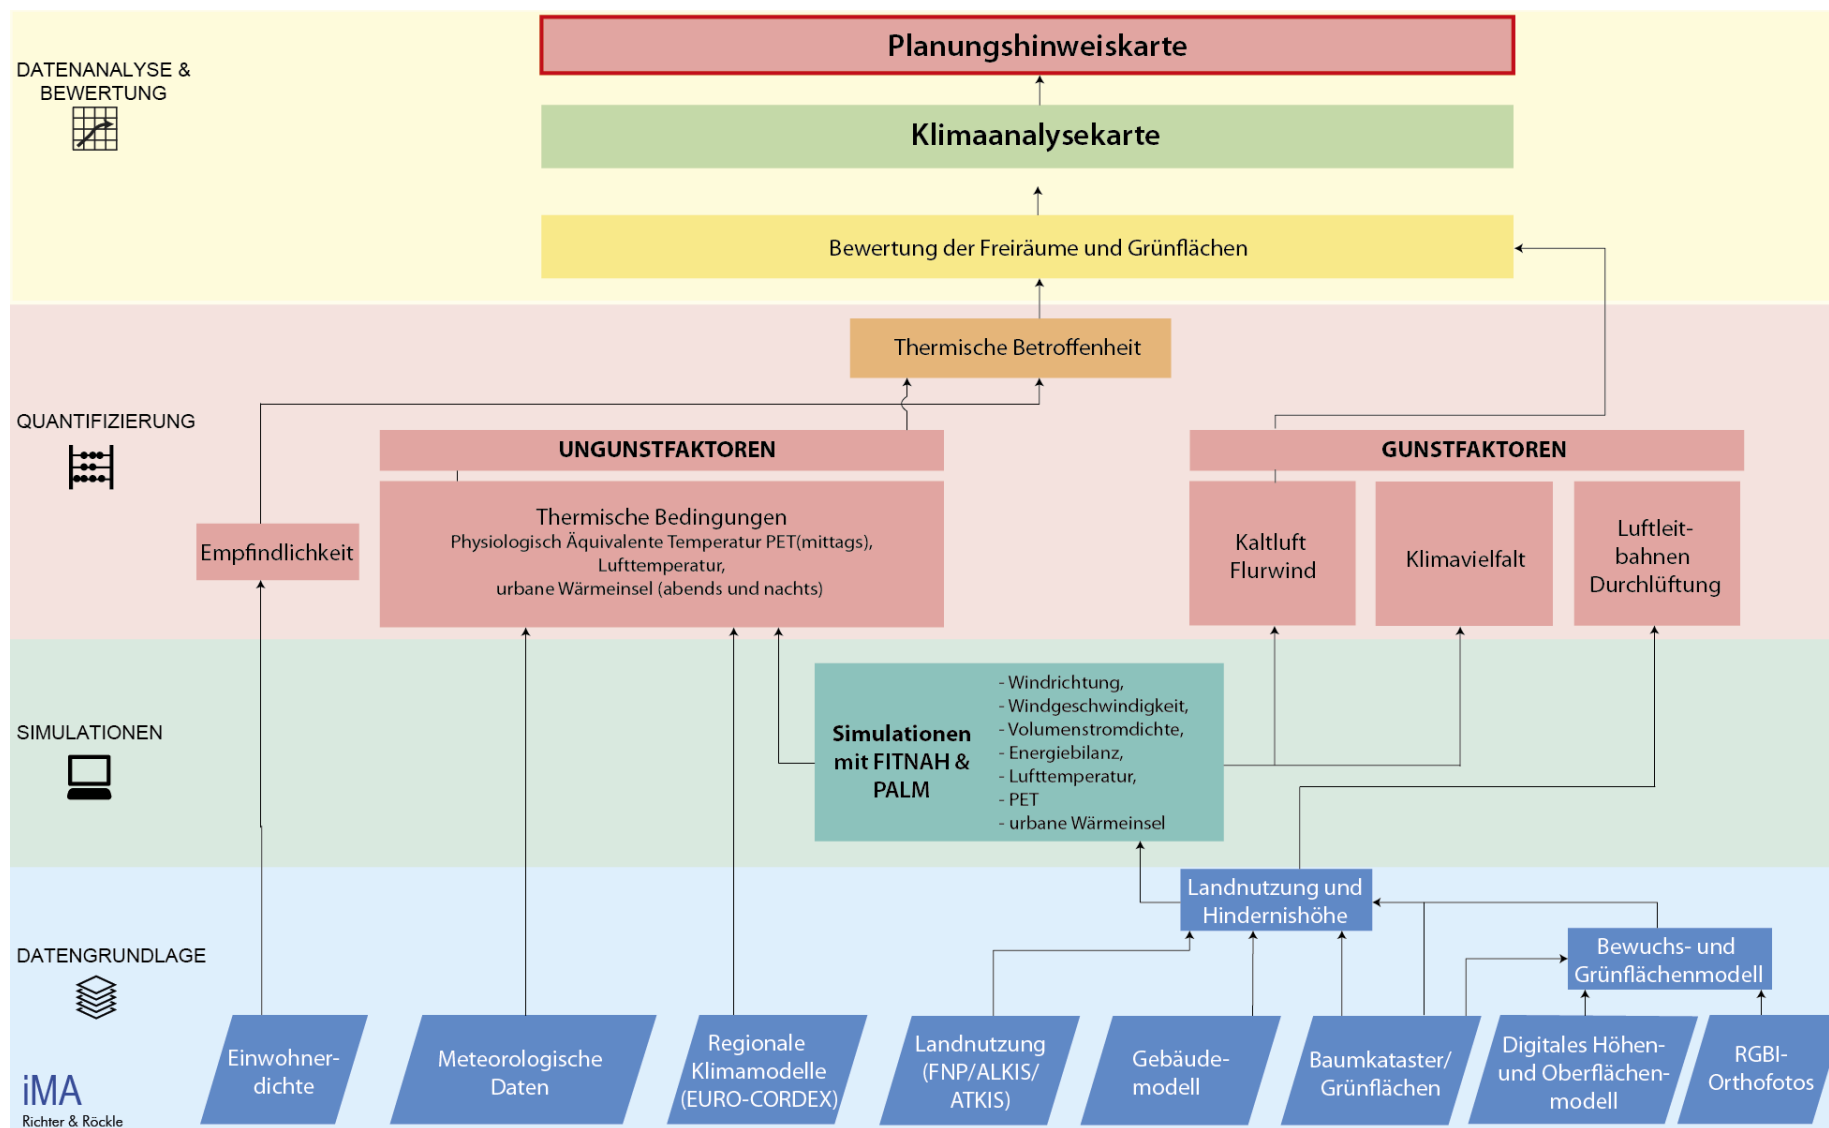 Planungshinweiskarte
DATENANALYSE &
BEWERTUNG
Klimaanalysekarte
Bewertung der Freiräume und Grünflächen
Thermische Betroffenheit
QUANTIFIZIERUNG
UNGUNSTFAKTOREN
GUNSTFAKTOREN
Empfindlichkeit
Thermische Bedingungen
Physiologisch Äquivalente Temperatur PET(mittags),
Lufttemperatur,
urbane Wärmeinsel (abends und nachts)
Kaltluft
Flurwind
Klimavielfalt
Luftleit-
bahnen
Durchlüftung
SIMULATIONEN
Simulationen
mit FITNAH &
PALM
- Windrichtung,
- Windgeschwindigkeit,
- Volumenstromdichte,
- Energiebilanz,
- Lufttemperatur,
- PET
- urbane Wärmeinsel
DATENGRUNDLAGE
Landnutzung und
Hindernishöhe
Bewuchs- und
Grünflächenmodell
Einwohner-
dichte
Meteorologische
Daten
Regionale
Klimamodelle
(EURO-CORDEX)
Landnutzung
(FNP/ALKIS/
ATKIS)
Gebäude-
modell
Baumkataster/
Grünflächen
Digitales Höhen-
und Oberflächen-
modell
RGBI-
Orthofotos
iMA
Richter & Röckle